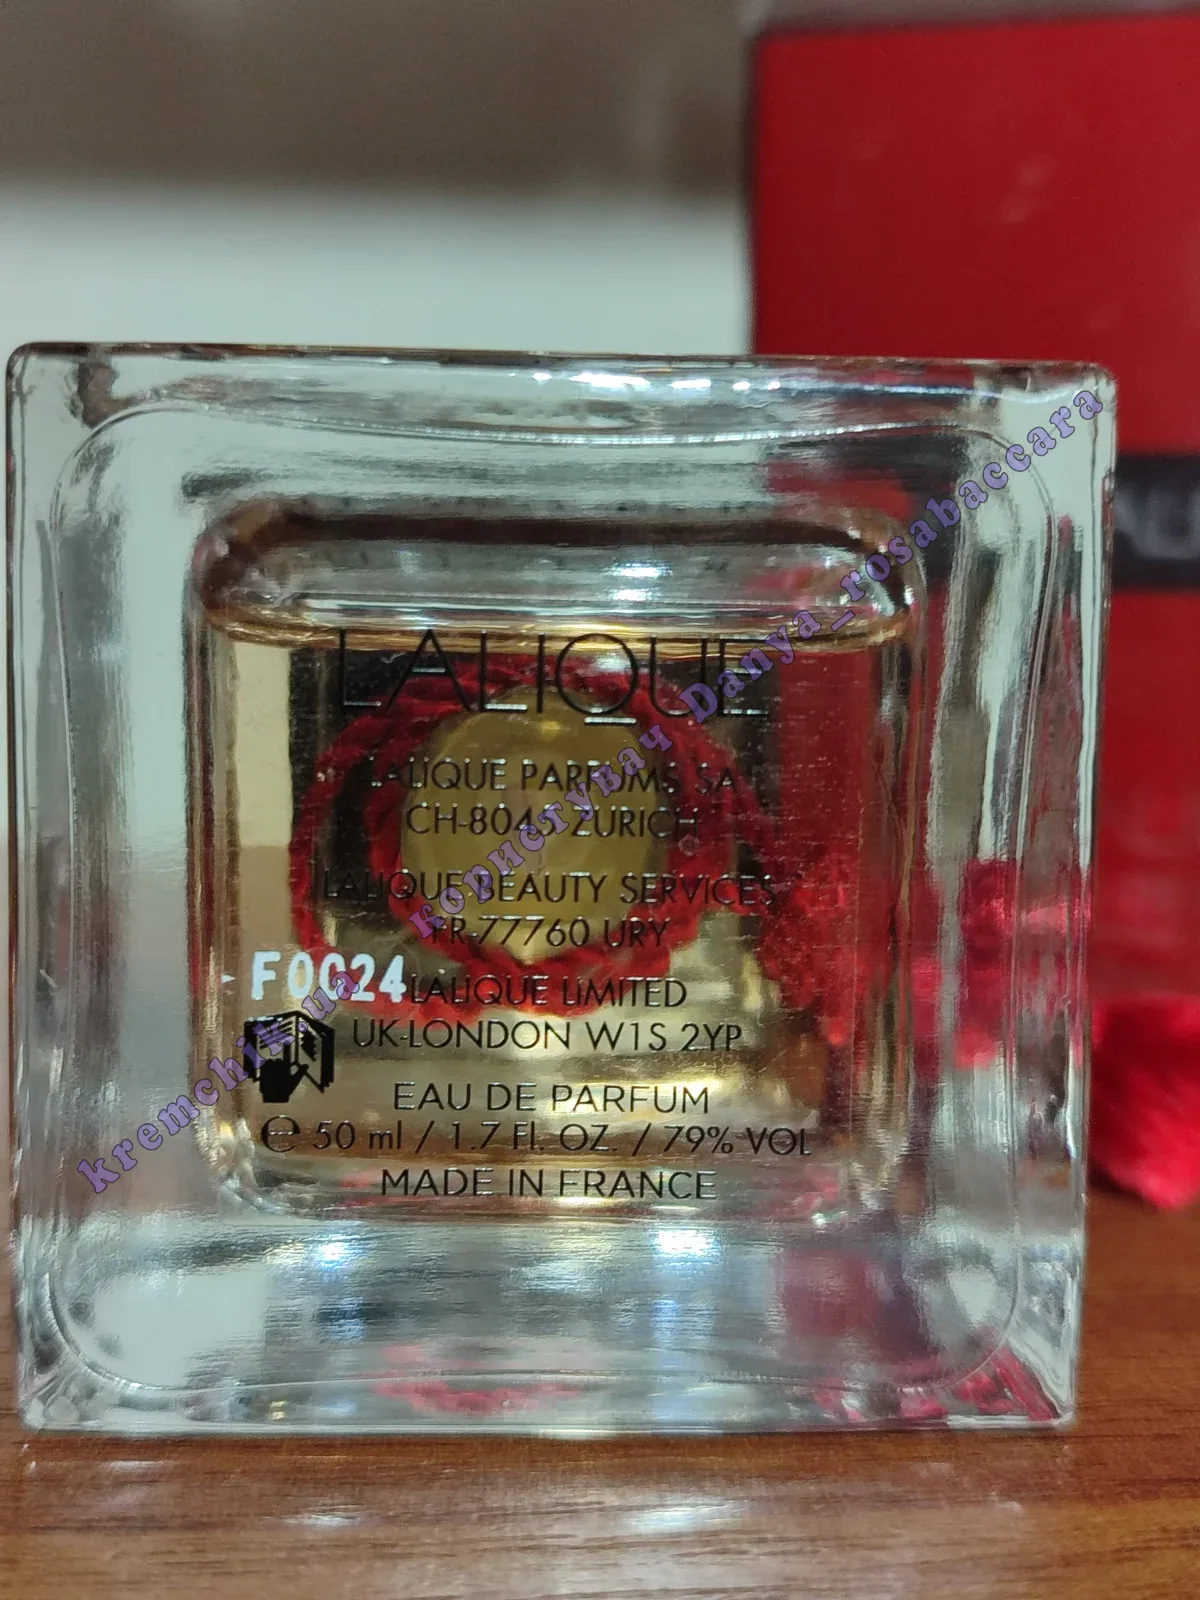 LALIQUE
LALIQUE PARFUMS SA
CH-8045 ZURICH
LALIQUE BEAUTY SERVICES
FR-77760 URY
F0024
LALIQUE LIMITED
UK-LONDON W1S 2YP
EAU DE PARFUM
e 50 ml / 1.7 Fl. OZ. / 79% VOL
MADE IN FRANCE
kremchik.ua користувач Danya_rosabaccara